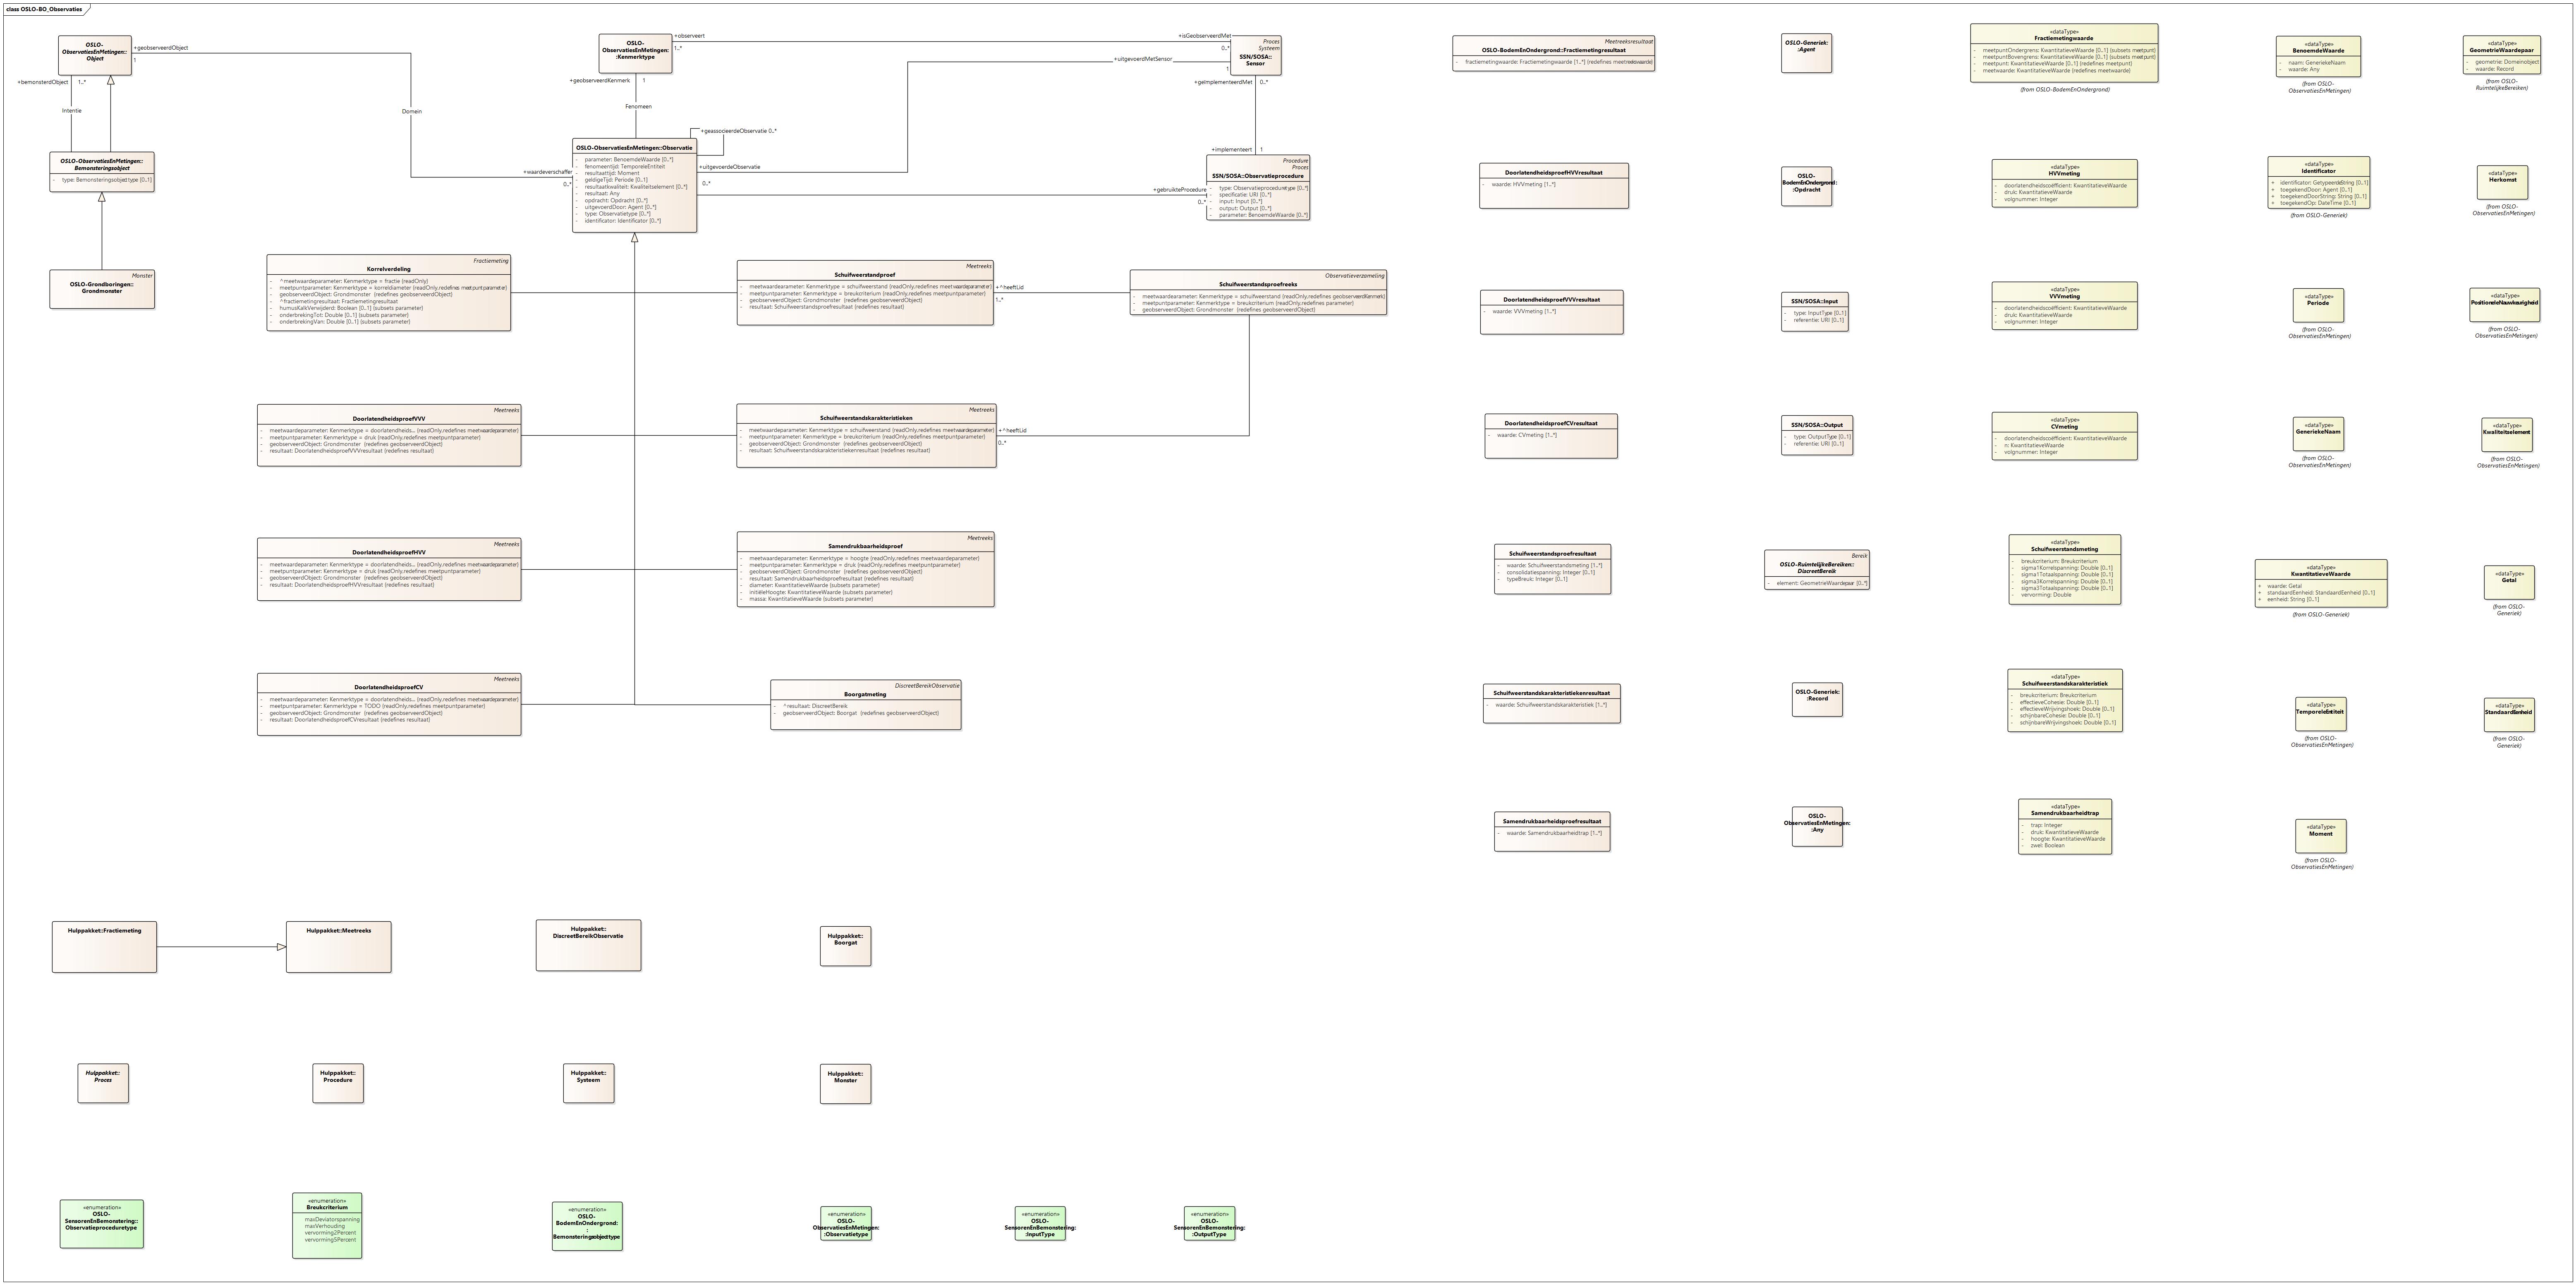 class OSLO-BO_Observaties
OSLO-
ObservatiesEnMetingen::
Object
+geobserveerdObject
1
+bemonsterdObject
1..*
Intentie
Domein
OSLO-ObservatiesEnMetingen::
Bemonsteringsobject
- type: Bemonsteringsobjecttype [0..1]
OSLO-Grondboringen::
Grondmonster
Monster
OSLO-
ObservatiesEnMetingen:
:Kenmerktype
+observeert
1..*
+isGeobserveerdMet
0..*
+geobserveerdKenmerk
1
Fenomeen
Proces
Systeem
SSN/SOSA::
Sensor
+uitgevoerdMetSensor
1
+geïmplementeerdMet
0..*
+implementeert
1
+geassocieerdeObservatie 0..*
+uitgevoerdeObservatie
0..*
+waardeverschaffer
0..*
+gebruikteProcedure
0..*
OSLO-ObservatiesEnMetingen::Observatie
- parameter: BenoemdeWaarde [0..*]
- fenomeentijd: TemporeleEntiteit
- resultaattijd: Moment
- geldigeTijd: Periode [0..1]
- resultaatkwaliteit: Kwaliteitselement [0..*]
- resultaat: Any
- opdracht: Opdracht [0..*]
- uitgevoerdDoor: Agent [0..*]
- type: Observatietype [0..*]
- identificator: Identificator [0..*]
Procedure
Proces
SSN/SOSA::Observatieprocedure
- type: Observatieproceduretype [0..*]
- specificatie: URI [0..*]
- input: Input [0..*]
- output: Output [0..*]
- parameter: BenoemdeWaarde [0..*]
Fractiemeting
Korrelverdeling
- ^meetwaardeparameter: Kenmerktype = fractie {readOnly}
- meetpuntparameter: Kenmerktype = korreldiameter {readOnly,redefines meetpuntparameter}
- geobserveerdObject: Grondmonster {redefines geobserveerdObject}
- ^fractiemetingresultaat: Fractiemetingresultaat
- humusKalkVerwijderd: Boolean [0..1] {subsets parameter}
- onderbrekingTot: Double [0..1] {subsets parameter}
- onderbrekingVan: Double [0..1] {subsets parameter}
Meetreeks
Schuifweerstandproef
- meetwaardeparameter: Kenmerktype = schuifweerstand {readOnly,redefines meetwaardeparameter}
- meetpuntparameter: Kenmerktype = breukcriterium {readOnly,redefines meetpuntparameter}
- geobserveerdObject: Grondmonster {redefines geobserveerdObject}
- resultaat: Schuifweerstandsproefresultaat {redefines resultaat}
+^heeftLid
1..*
Observatieverzameling
Schuifweerstandsproefreeks
- meetwaardeparameter: Kenmerktype = schuifweerstand {readOnly,redefines geobserveerdKenmerk}
- meetpuntparameter: Kenmerktype = breukcriterium {readOnly,redefines parameter}
- geobserveerdObject: Grondmonster {redefines geobserveerdObject}
Meetreeks
DoorlatendheidsproefVVV
- meetwaardeparameter: Kenmerktype = doorlatendheids... {readOnly,redefines meetwaardeparameter}
- meetpuntparameter: Kenmerktype = druk {readOnly,redefines meetpuntparameter}
- geobserveerdObject: Grondmonster {redefines geobserveerdObject}
- resultaat: DoorlatendheidsproefVVVresultaat {redefines resultaat}
Meetreeks
Schuifweerstandskarakteristieken
- meetwaardeparameter: Kenmerktype = schuifweerstand {readOnly,redefines meetwaardeparameter}
- meetpuntparameter: Kenmerktype = breukcriterium {readOnly,redefines meetpuntparameter}
- geobserveerdObject: Grondmonster {redefines geobserveerdObject}
- resultaat: Schuifweerstandskarakteristiekenresultaat {redefines resultaat}
+^heeftLid
0..*
Meetreeks
DoorlatendheidsproefHVV
- meetwaardeparameter: Kenmerktype = doorlatendheids... {readOnly,redefines meetwaardeparameter}
- meetpuntparameter: Kenmerktype = druk {readOnly,redefines meetpuntparameter}
- geobserveerdObject: Grondmonster {redefines geobserveerdObject}
- resultaat: DoorlatendheidsproefHVVresultaat {redefines resultaat}
Meetreeks
Samendrukbaarheidsproef
- meetwaardeparameter: Kenmerktype = hoogte {readOnly,redefines meetwaardeparameter}
- meetpuntparameter: Kenmerktype = druk {readOnly,redefines meetpuntparameter}
- geobserveerdObject: Grondmonster {redefines geobserveerdObject}
- resultaat: Samendrukbaarheidsproefresultaat {redefines resultaat}
- diameter: KwantitatieveWaarde {subsets parameter}
- initiëleHoogte: KwantitatieveWaarde {subsets parameter}
- massa: KwantitatieveWaarde {subsets parameter}
Meetreeks
DoorlatendheidsproefCV
- meetwaardeparameter: Kenmerktype = doorlatendheids... {readOnly,redefines meetwaardeparameter}
- meetpuntparameter: Kenmerktype = TODO {readOnly,redefines meetpuntparameter}
- geobserveerdObject: Grondmonster {redefines geobserveerdObject}
- resultaat: DoorlatendheidsproefCVresultaat {redefines resultaat}
DiscreetBereikObservatie
Boorgatmeting
- ^resultaat: DiscreetBereik
- geobserveerdObject: Boorgat {redefines geobserveerdObject}
Meetreeksresultaat
OSLO-BodemEnOndergrond::Fractiemetingresultaat
- fractiemetingwaarde: Fractiemetingwaarde [1..*] {redefines meetreekswaarde}
DoorlatendheidsproefHVVresultaat
- waarde: HVVmeting [1..*]
DoorlatendheidsproefVVVresultaat
- waarde: VVVmeting [1..*]
DoorlatendheidsproefCVresultaat
- waarde: CVmeting [1..*]
Schuifweerstandsproefresultaat
- waarde: Schuifweerstandsmeting [1..*]
- consolidatiespanning: Integer [0..1]
- typeBreuk: Integer [0..1]
Schuifweerstandskarakteristiekenresultaat
- waarde: Schuifweerstandskarakteristiek [1..*]
Samendrukbaarheidsproefresultaat
- waarde: Samendrukbaarheidtrap [1..*]
OSLO-Generiek:
:Agent
OSLO-
BodemEnOndergrond:
:Opdracht
SSN/SOSA::Input
- type: InputType [0..1]
- referentie: URI [0..1]
SSN/SOSA::Output
- type: OutputType [0..1]
- referentie: URI [0..1]
Bereik
OSLO-RuimtelijkeBereiken::
DiscreetBereik
- element: GeometrieWaardepaar [0..*]
OSLO-Generiek:
:Record
OSLO-
ObservatiesEnMetingen:
:Any
«dataType»
Fractiemetingwaarde
- meetpuntOndergrens: KwantitatieveWaarde [0..1] {subsets meetpunt}
- meetpuntBovengrens: KwantitatieveWaarde [0..1] {subsets meetpunt}
- meetpunt: KwantitatieveWaarde [0..1] {redefines meetpunt}
- meetwaarde: KwantitatieveWaarde {redefines meetwaarde}
(from OSLO-BodemEnOndergrond)
«dataType»
HVVmeting
- doorlatendheidscoëfficient: KwantitatieveWaarde
- druk: KwantitatieveWaarde
- volgnummer: Integer
«dataType»
VVVmeting
- doorlatendheidscoëfficient: KwantitatieveWaarde
- druk: KwantitatieveWaarde
- volgnummer: Integer
«dataType»
CVmeting
- doorlatendheidscoëfficient: KwantitatieveWaarde
- n: KwantitatieveWaarde
- volgnummer: Integer
«dataType»
Schuifweerstandsmeting
- breukcriterium: Breukcriterium
- sigma1Korrelspanning: Double [0..1]
- sigma1Totaalspanning: Double [0..1]
- sigma3Korrelspanning: Double [0..1]
- sigma3Totaalspanning: Double [0..1]
- vervorming: Double
«dataType»
Schuifweerstandskarakteristiek
- breukcriterium: Breukcriterium
- effectieveCohesie: Double [0..1]
- effectieveWrijvingshoek: Double [0..1]
- schijnbareCohesie: Double [0..1]
- schijnbareWrijvingshoek: Double [0..1]
«dataType»
Samendrukbaarheidtrap
- trap: Integer
- druk: KwantitatieveWaarde
- hoogte: KwantitatieveWaarde
- zwel: Boolean
«dataType»
BenoemdeWaarde
- naam: GeneriekeNaam
- waarde: Any
(from OSLO-
ObservatiesEnMetingen)
«dataType»
Identificator
+ identificator: GetypeerdeString [0..1]
+ toegekendDoor: Agent [0..1]
+ toegekendDoorString: String [0..1]
+ toegekendOp: DateTime [0..1]
(from OSLO-Generiek)
«dataType»
Periode
(from OSLO-
ObservatiesEnMetingen)
«dataType»
GeneriekeNaam
(from OSLO-
ObservatiesEnMetingen)
«dataType»
KwantitatieveWaarde
+ waarde: Getal
+ standaardEenheid: StandaardEenheid [0..1]
+ eenheid: String [0..1]
(from OSLO-Generiek)
«dataType»
TemporeleEntiteit
(from OSLO-
ObservatiesEnMetingen)
«dataType»
Moment
(from OSLO-
ObservatiesEnMetingen)
«dataType»
GeometrieWaardepaar
- geometrie: Domeinobject
- waarde: Record
(from OSLO-
RuimtelijkeBereiken)
«dataType»
Herkomst
(from OSLO-
ObservatiesEnMetingen)
«dataType»
PositioneleNauwkeurigheid
(from OSLO-
ObservatiesEnMetingen)
«dataType»
Kwaliteitselement
(from OSLO-
ObservatiesEnMetingen)
«dataType»
Getal
(from OSLO-
Generiek)
«dataType»
StandaardEenheid
(from OSLO-
Generiek)
Hulppakket::Fractiemeting
Hulppakket::Meetreeks
Hulppakket::
DiscreetBereikObservatie
Hulppakket::
Boorgat
Hulppakket::
Proces
Hulppakket::
Procedure
Hulppakket::
Systeem
Hulppakket::
Monster
«enumeration»
OSLO-
SensorenEnBemonstering::
Observatieproceduretype
«enumeration»
Breukcriterium
maxDeviatorspanning
maxVerhouding
vervorming2Percent
vervorming5Percent
«enumeration»
OSLO-
BodemEnOndergrond:
:
Bemonsteringsobjecttype
«enumeration»
OSLO-
ObservatiesEnMetingen:
:Observatietype
«enumeration»
OSLO-
SensorenEnBemonstering:
:InputType
«enumeration»
OSLO-
SensorenEnBemonstering:
:OutputType